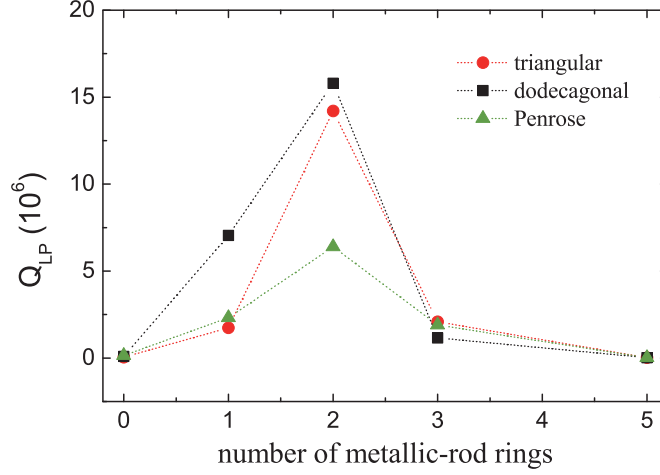 20
15
10
5
0
Q_LP (10^6)
triangular
dodecagonal
Penrose
0 1 2 3 4 5
number of metallic-rod rings